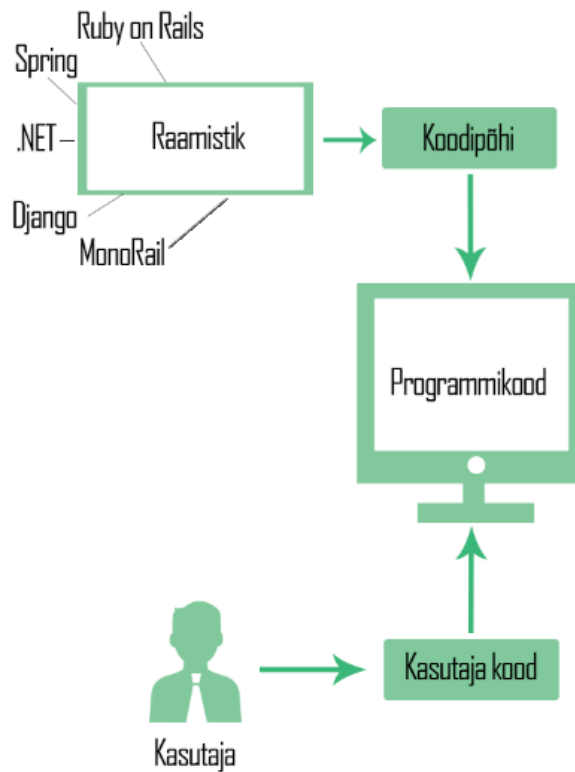 Ruby on Rails
Spring
.NET
Raamistik
Koodipõhi
Django
MonoRail
Programmikood
Kasutaja kood
Kasutaja